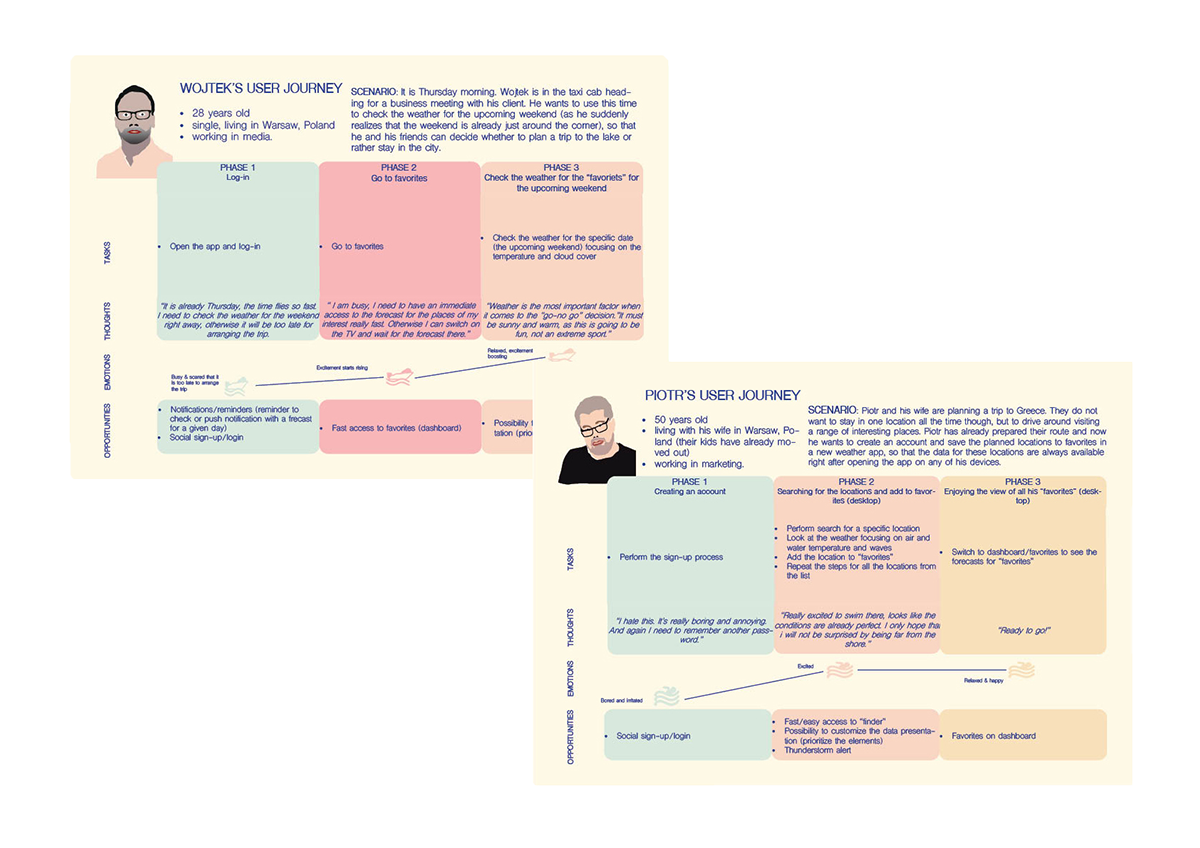 WOJTEK'S USER JOURNEY
• 28 years old
• single, living in Warsaw, Poland
• working in media.
SCENARIO: It is Thursday morning. Wojtek is in the taxi cab head-
ing for a business meeting with his client. He wants to use this time
to check the weather for the upcoming weekend (as he suddenly
realizes that the weekend is already just around the corner), so that
he and his friends can decide whether to plan a trip to the lake or
rather stay in the city.
PHASE 1
Log-in
PHASE 2
Go to favorites
PHASE 3
Check the weather for the "favoriets" for
the upcoming weekend
TASKS
• Open the app and log-in
• Go to favorites
• Check the weather for the specific date
(the upcoming weekend) focusing on the
temperature and cloud cover
THOUGHTS
"It is already Thursday, the time flies so fast.
I need to check the weather for the weekend
right away, otherwise it will be too late for
arranging the trip.
" I am busy, I need to have an immediate
access to the forecast for the places of my
interest really fast. Otherwise I can switch on
the TV and wait for the forecast there."
"Weather is the most important factor when
it comes to the "go-no go" decision."It must
be sunny and warm, as this is going to be
fun, not an extreme sport."
EMOTIONS
Busy & scared that it
is too late to arrange
the trip
Excitement starts rising
Relaxed, excitement
boosting
OPPORTUNITIES
• Notifications/reminders (reminder to
check or push notification with a frecast
for a given day)
• Social sign-up/login
• Fast access to favorites (dashboard)
• Possibility t
tation (prio
PIOTR'S USER JOURNEY
• 50 years old
• living with his wife in Warsaw, Po-
land (their kids have already mo-
ved out)
• working in marketing.
SCENARIO: Piotr and his wife are planning a trip to Greece. They do not
want to stay in one location all the time though, but to drive around visiting
a range of interesting places. Piotr has already prepared their route and now
he wants to create an account and save the planned locations to favorites in
a new weather app, so that the data for these locations are always available
right after opening the app on any of his devices.
PHASE 1
Creating an account
PHASE 2
Searching for the locations and add to favor-
ites (desktop)
PHASE 3
Enjoying the view of all his "favorites" (desk-
top)
TASKS
• Perform the sign-up process
• Perform search for a specific location
• Look at the weather focusing on air and
water temperature and waves
• Add the location to "favorites"
• Repeat the steps for all the locations from
the list
• Switch to dashboard/favorites to see the
forecasts for "favorites"
THOUGHTS
"I hate this. It's really boring and annoying.
And again I need to remember another pass-
word."
"Really excited to swim there, looks like the
conditions are already perfect. I only hope that
i will not be surprised by being far from the
shore."
"Ready to go!"
EMOTIONS
Bored and irritated
Excited
Relaxed & happy
OPPORTUNITIES
• Social sign-up/login
• Fast/easy access to "finder"
• Possibility to customize the data presenta-
tion (prioritize the elements)
• Thunderstorm alert
• Favorites on dashboard